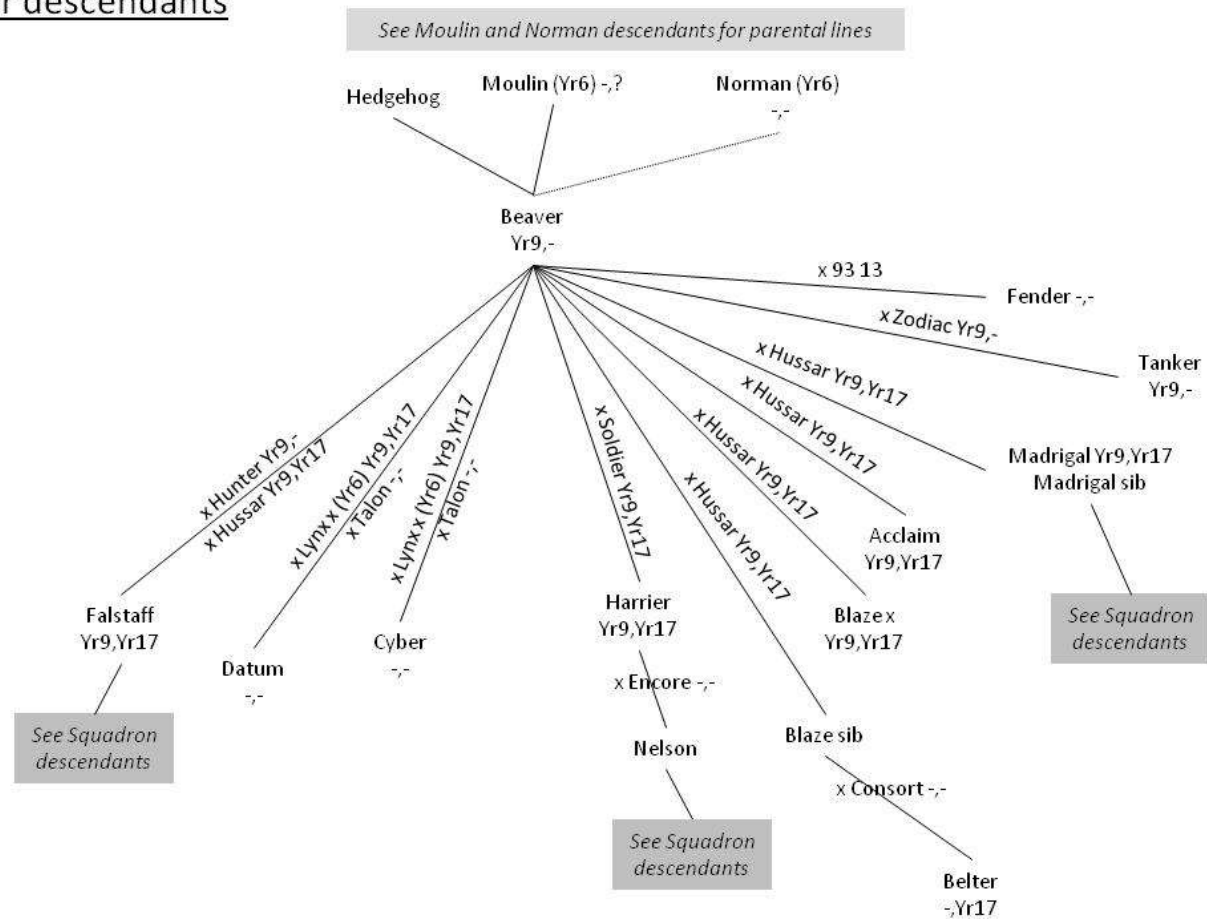 r descendants
See Moulin and Norman descendants for parental lines
Hedgehog
Moulin (Yr6) -,?
Norman (Yr6)
-,-
Beaver
Yr9,-
x 93 13
Fender -,-
x Zodiac Yr9,-
Tanker
Yr9,-
x Hussar Yr9,Yr17
Madrigal Yr9,Yr17
Madrigal sib
See Squadron
descendants
x Hussar Yr9,Yr17
Acclaim
Yr9,Yr17
x Hussar Yr9,Yr17
Blaze x
Yr9,Yr17
x Hussar Yr9,Yr17
Blaze sib
x Consort -,-
Belter
-,Yr17
x Soldier Yr9,Yr17
Harrier
Yr9,Yr17
x Encore -,-
Nelson
See Squadron
descendants
x Lynx x (Yr6) Yr9,Yr17
x Talon -,-
Cyber
-,-
x Lynx x (Yr6) Yr9,Yr17
x Talon -,-
Datum
-,-
x Hunter Yr9,-
x Hussar Yr9,Yr17
Falstaff
Yr9,Yr17
See Squadron
descendants